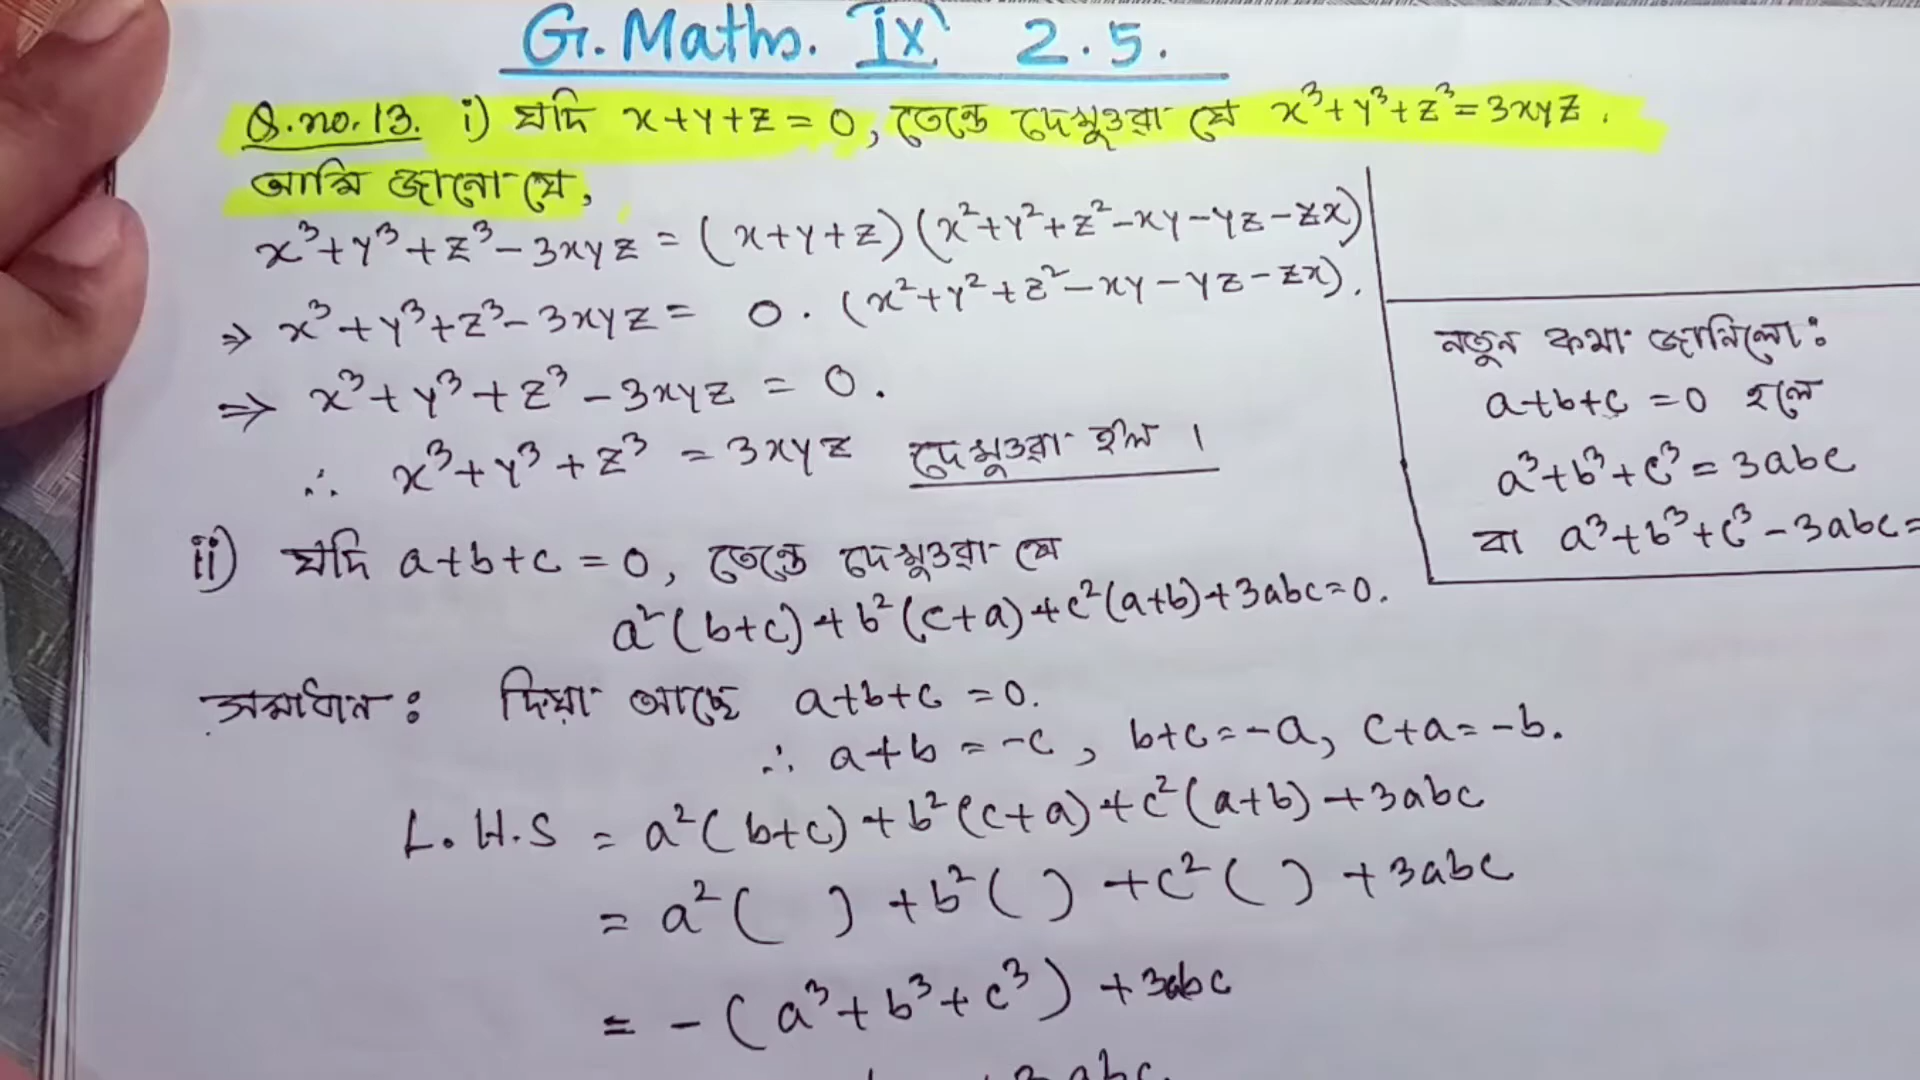 G. Maths. IX 2.5.
Q.no.13. i) যদি x+y+z=0, তেন্তে দেখুওৱা যে x³+y³+z³=3xyz.
আমি জানো যে,
x³+y³+z³-3xyz = (x+y+z)(x²+y²+z²-xy-yz-zx)
⇒ x³+y³+z³-3xyz = 0.(x²+y²+z²-xy-yz-zx).
⇒ x³+y³+z³-3xyz = 0.
∴ x³+y³+z³ = 3xyz দেখুওৱা হ'ল।
নতুন কথা জানিলো:
a+b+c=0 হলে
a³+b³+c³=3abc
বা a³+b³+c³-3abc=
ii) যদি a+b+c=0, তেন্তে দেখুওৱা যে
a²(b+c)+b²(c+a)+c²(a+b)+3abc=0.
সমাধান: দিয়া আছে a+b+c=0.
∴ a+b=-c, b+c=-a, c+a=-b.
L.H.S = a²(b+c)+b²(c+a)+c²(a+b)+3abc
= a²( )+b²( )+c²( )+3abc
= -(a³+b³+c³)+3abc
+3abc.